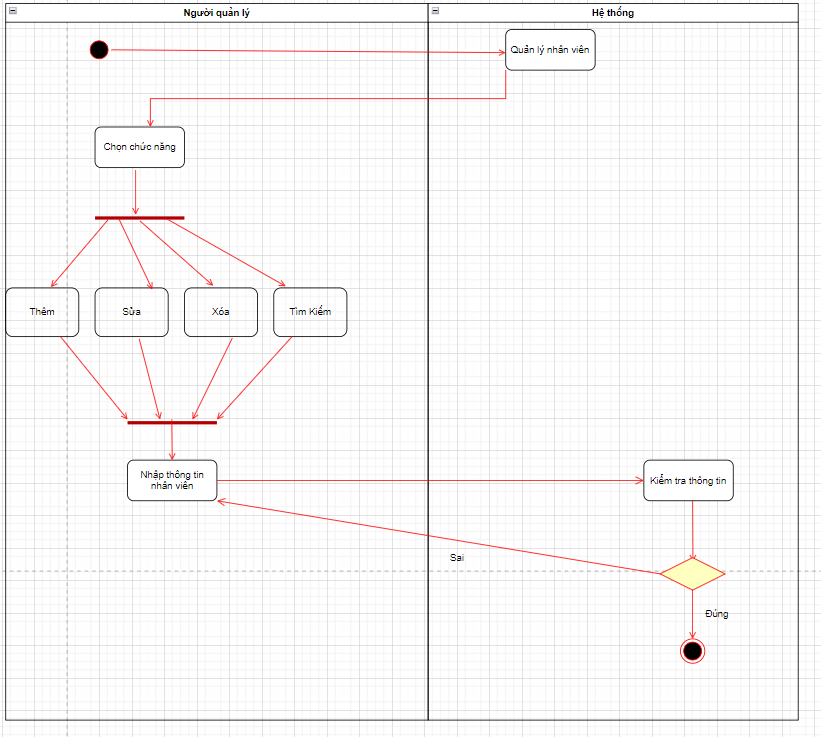 Người quản lý
Hệ thống
Quản lý nhân viên
Chọn chức năng
Thêm
Sửa
Xóa
Tìm Kiếm
Nhập thông tin
nhân viên
Kiểm tra thông tin
Sai
Đúng